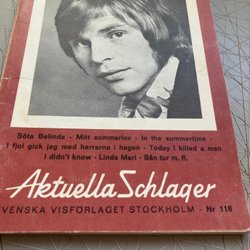 Söta Belinda - Mitt sommarlov - In the summertime -
I fjol gick jag med herrarna i hagen - Today I killed a man
I didn't know - Linda Mari - Sån tur m. fl.
Aktuella Schlager
VENSKA VISFÖRLAGET STOCKHOLM - Nr 118